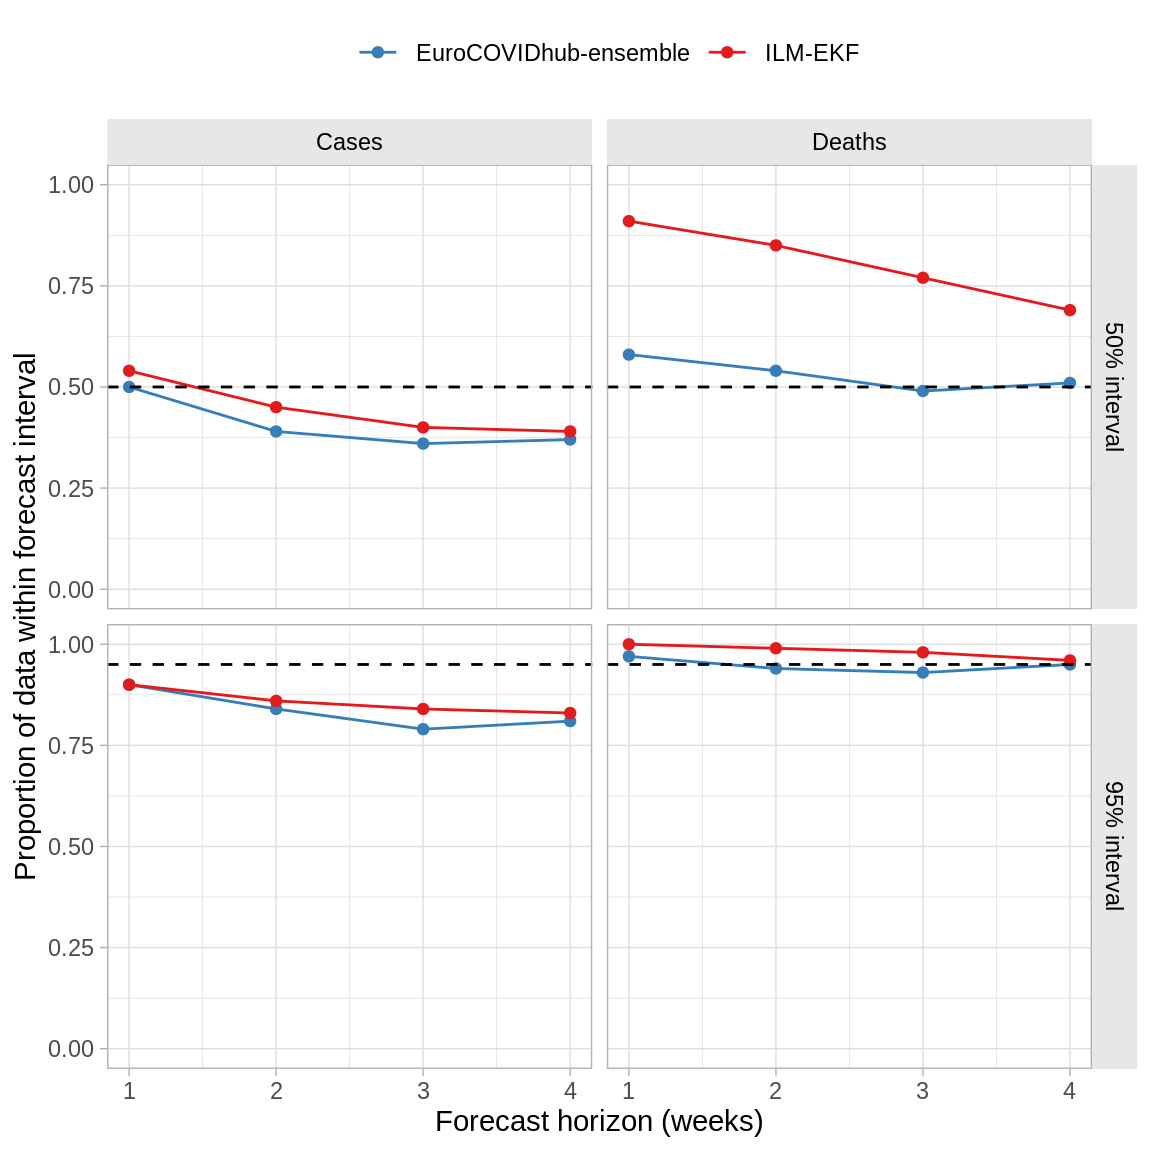 EuroCOVIDhub-ensemble ILM-EKF
Cases Deaths
1.00
0.75
0.50
0.25
0.00
50% interval
1.00
0.75
0.50
0.25
0.00
95% interval
Proportion of data within forecast interval
1 2 3 4 1 2 3 4
Forecast horizon (weeks)